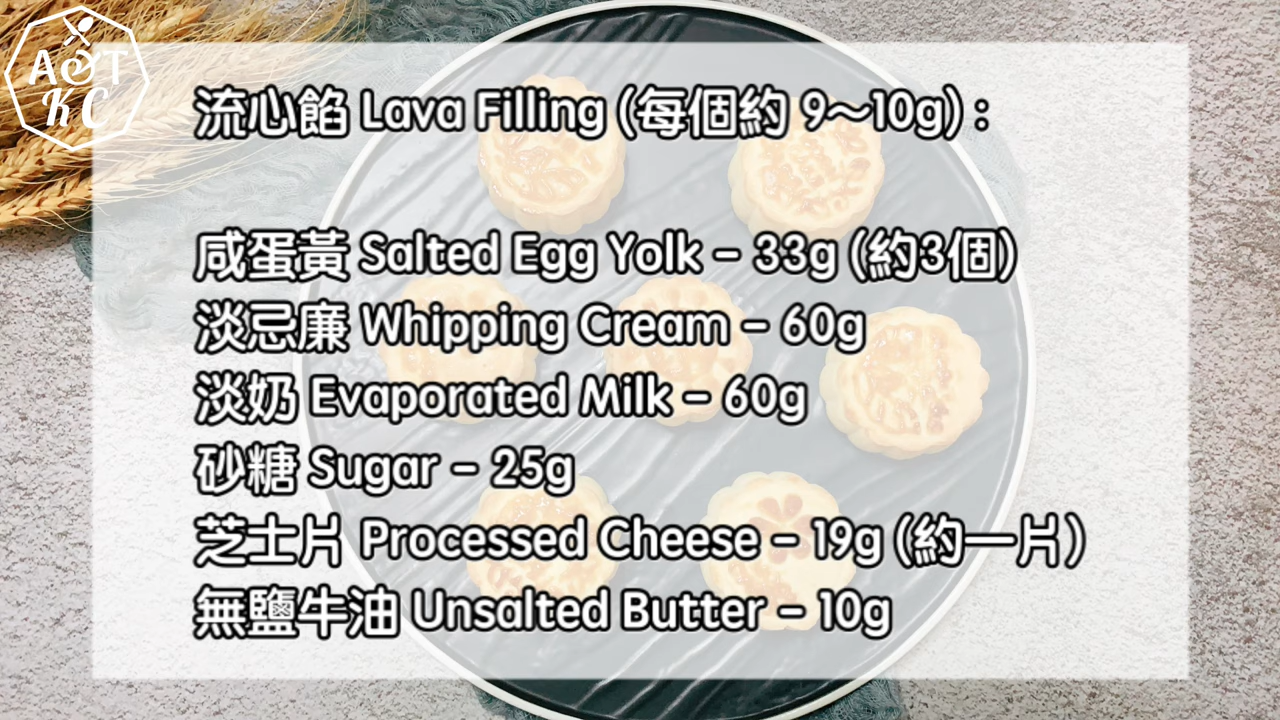 A&T
KC
流心餡 Lava Filling (每個約 9～10g) :
咸蛋黃 Salted Egg Yolk – 33g (約3個)
淡忌廉 Whipping Cream – 60g
淡奶 Evaporated Milk – 60g
砂糖 Sugar – 25g
芝士片 Processed Cheese – 19g (約一片)
無鹽牛油 Unsalted Butter – 10g